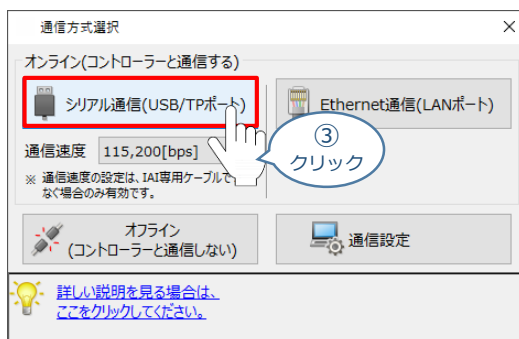 通信方式選択
オンライン(コントローラーと通信する)
シリアル通信(USB/TPポート)
Ethernet通信(LANポート)
通信速度 115,200[bps]
※ 通信速度の設定は、IAI専用ケーブルで
なぐ場合のみ有効です。
③
クリック
オフライン
(コントローラーと通信しない)
通信設定
詳しい説明を見る場合は、
ここをクリックしてください。